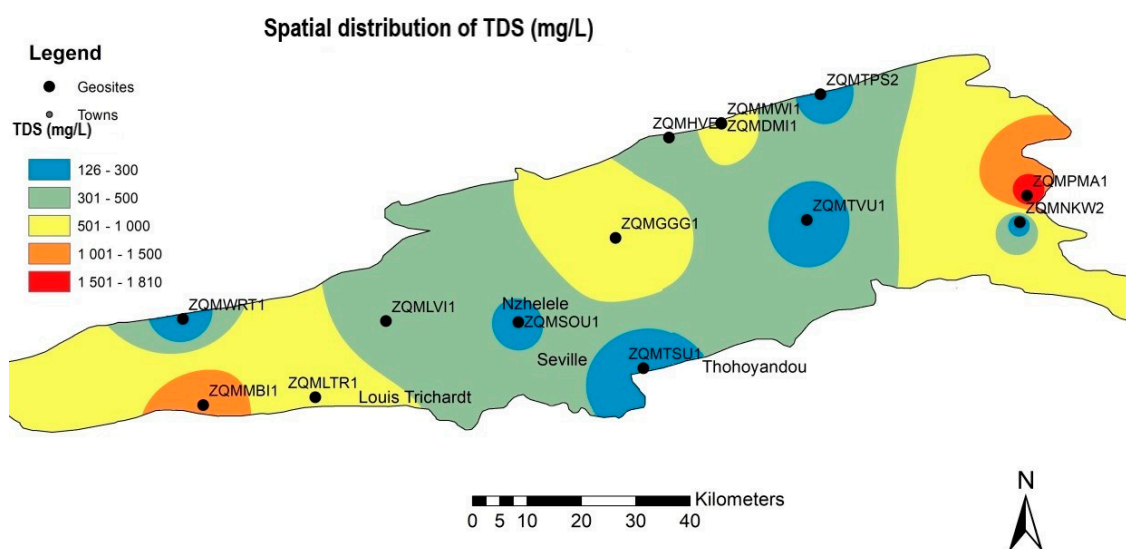 Spatial distribution of TDS (mg/L)
Legend
Geosites
Towns
TDS (mg/L)
126 - 300
301 - 500
501 - 1 000
1 001 - 1 500
1 501 - 1 810
ZQMTPS2
ZQMMWI1
ZQMHVE
ZQMDMI1
ZQMPMA1
ZQMNKW2
ZQMTVU1
ZQMGGG1
ZQMWRT1
ZQMLVI1
Nzhelele
ZQMSOU1
Seville
ZQMTSU1
Thohoyandou
ZQMMBI1
ZQMLTR1
Louis Trichardt
Kilometers
0 5 10 20 30 40
N